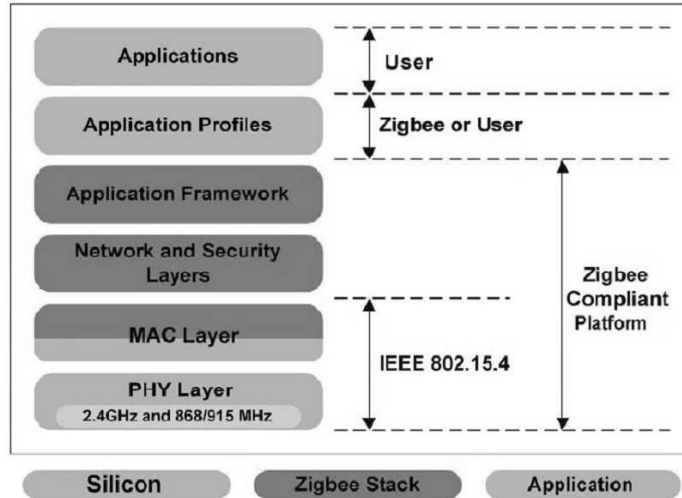 Applications
User
Application Profiles
Zigbee or User
Application Framework
Network and Security
Layers
Zigbee
Compliant
Platform
MAC Layer
IEEE 802.15.4
PHY Layer
2.4GHz and 868/915 MHz
Silicon
Zigbee Stack
Application